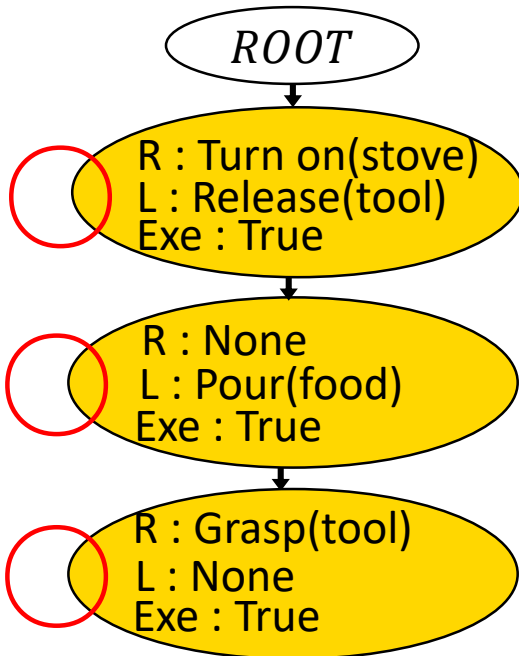 ROOT
R : Turn on(stove)
L : Release(tool)
Exe : True
R : None
L : Pour(food)
Exe : True
R : Grasp(tool)
L : None
Exe : True